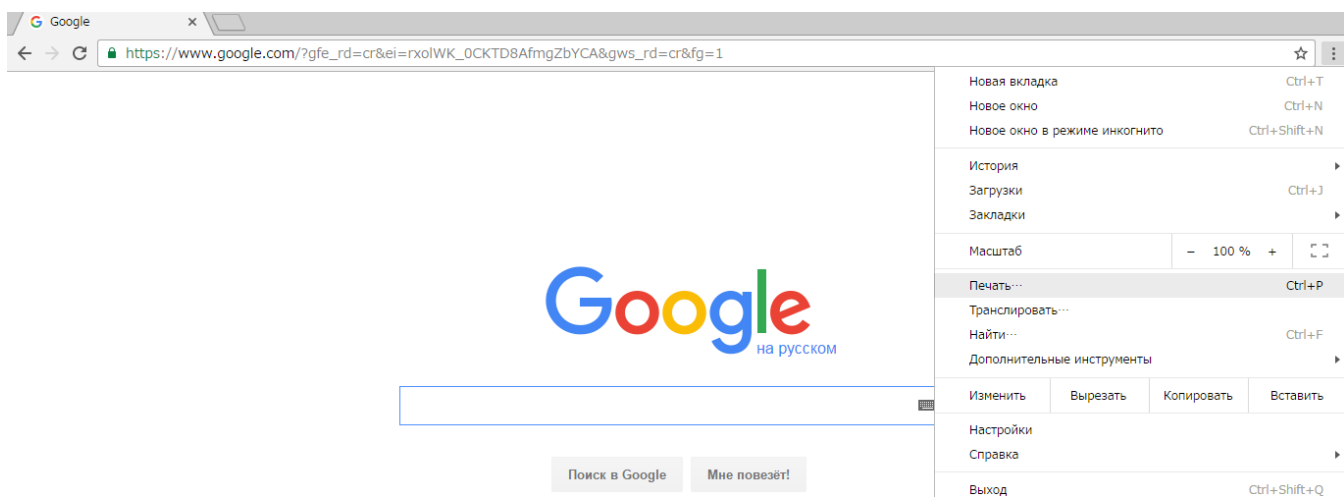 Google
https://www.google.com/?gfe_rd=cr&ei=rxolWK_0CKTD8AfmgZbYCA&gws_rd=cr&fg=1
Новая вкладка Ctrl+T
Новое окно Ctrl+N
Новое окно в режиме инкогнито Ctrl+Shift+N
История
Загрузки Ctrl+J
Закладки
Масштаб – 100 % +
Печать... Ctrl+P
Транслировать...
Найти... Ctrl+F
Дополнительные инструменты
Изменить Вырезать Копировать Вставить
Настройки
Справка
Выход Ctrl+Shift+Q
Google
на русском
Поиск в Google Мне повезёт!